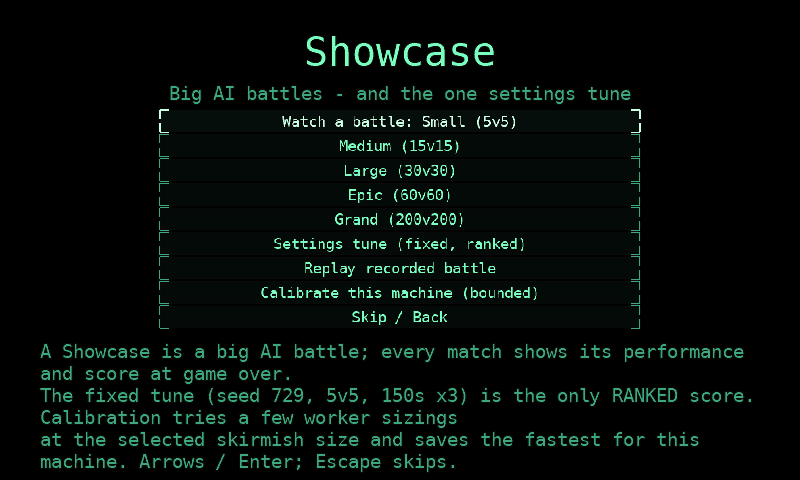 Showcase
Big AI battles - and the one settings tune
Watch a battle: Small (5v5)
Medium (15v15)
Large (30v30)
Epic (60v60)
Grand (200v200)
Settings tune (fixed, ranked)
Replay recorded battle
Calibrate this machine (bounded)
Skip / Back
A Showcase is a big AI battle; every match shows its performance
and score at game over.
The fixed tune (seed 729, 5v5, 150s x3) is the only RANKED score.
Calibration tries a few worker sizings
at the selected skirmish size and saves the fastest for this
machine. Arrows / Enter; Escape skips.